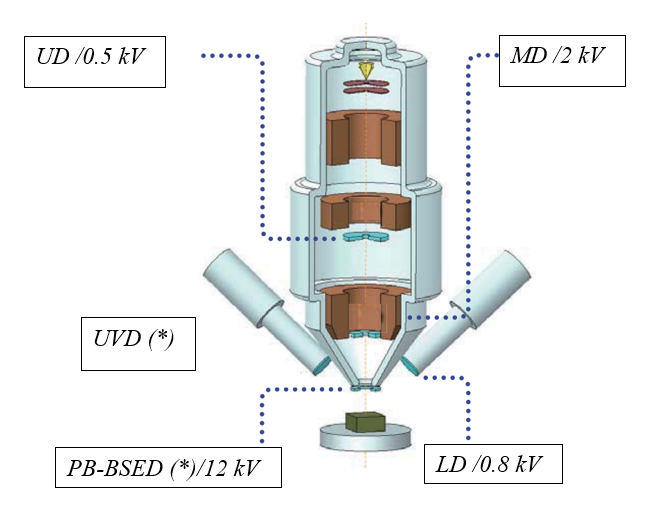 UD /0.5 kV
MD /2 kV
UVD (*)
PB-BSED (*)/12 kV
LD /0.8 kV